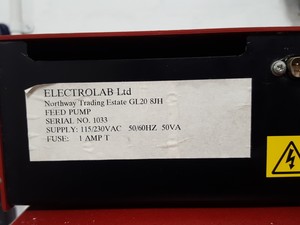 ELECTROLAB Ltd
Northway Trading Estate GL20 8JH
FEED PUMP
SERIAL NO. 1033
SUPPLY: 115/230VAC 50/60HZ 50VA
FUSE: 1 AMP T